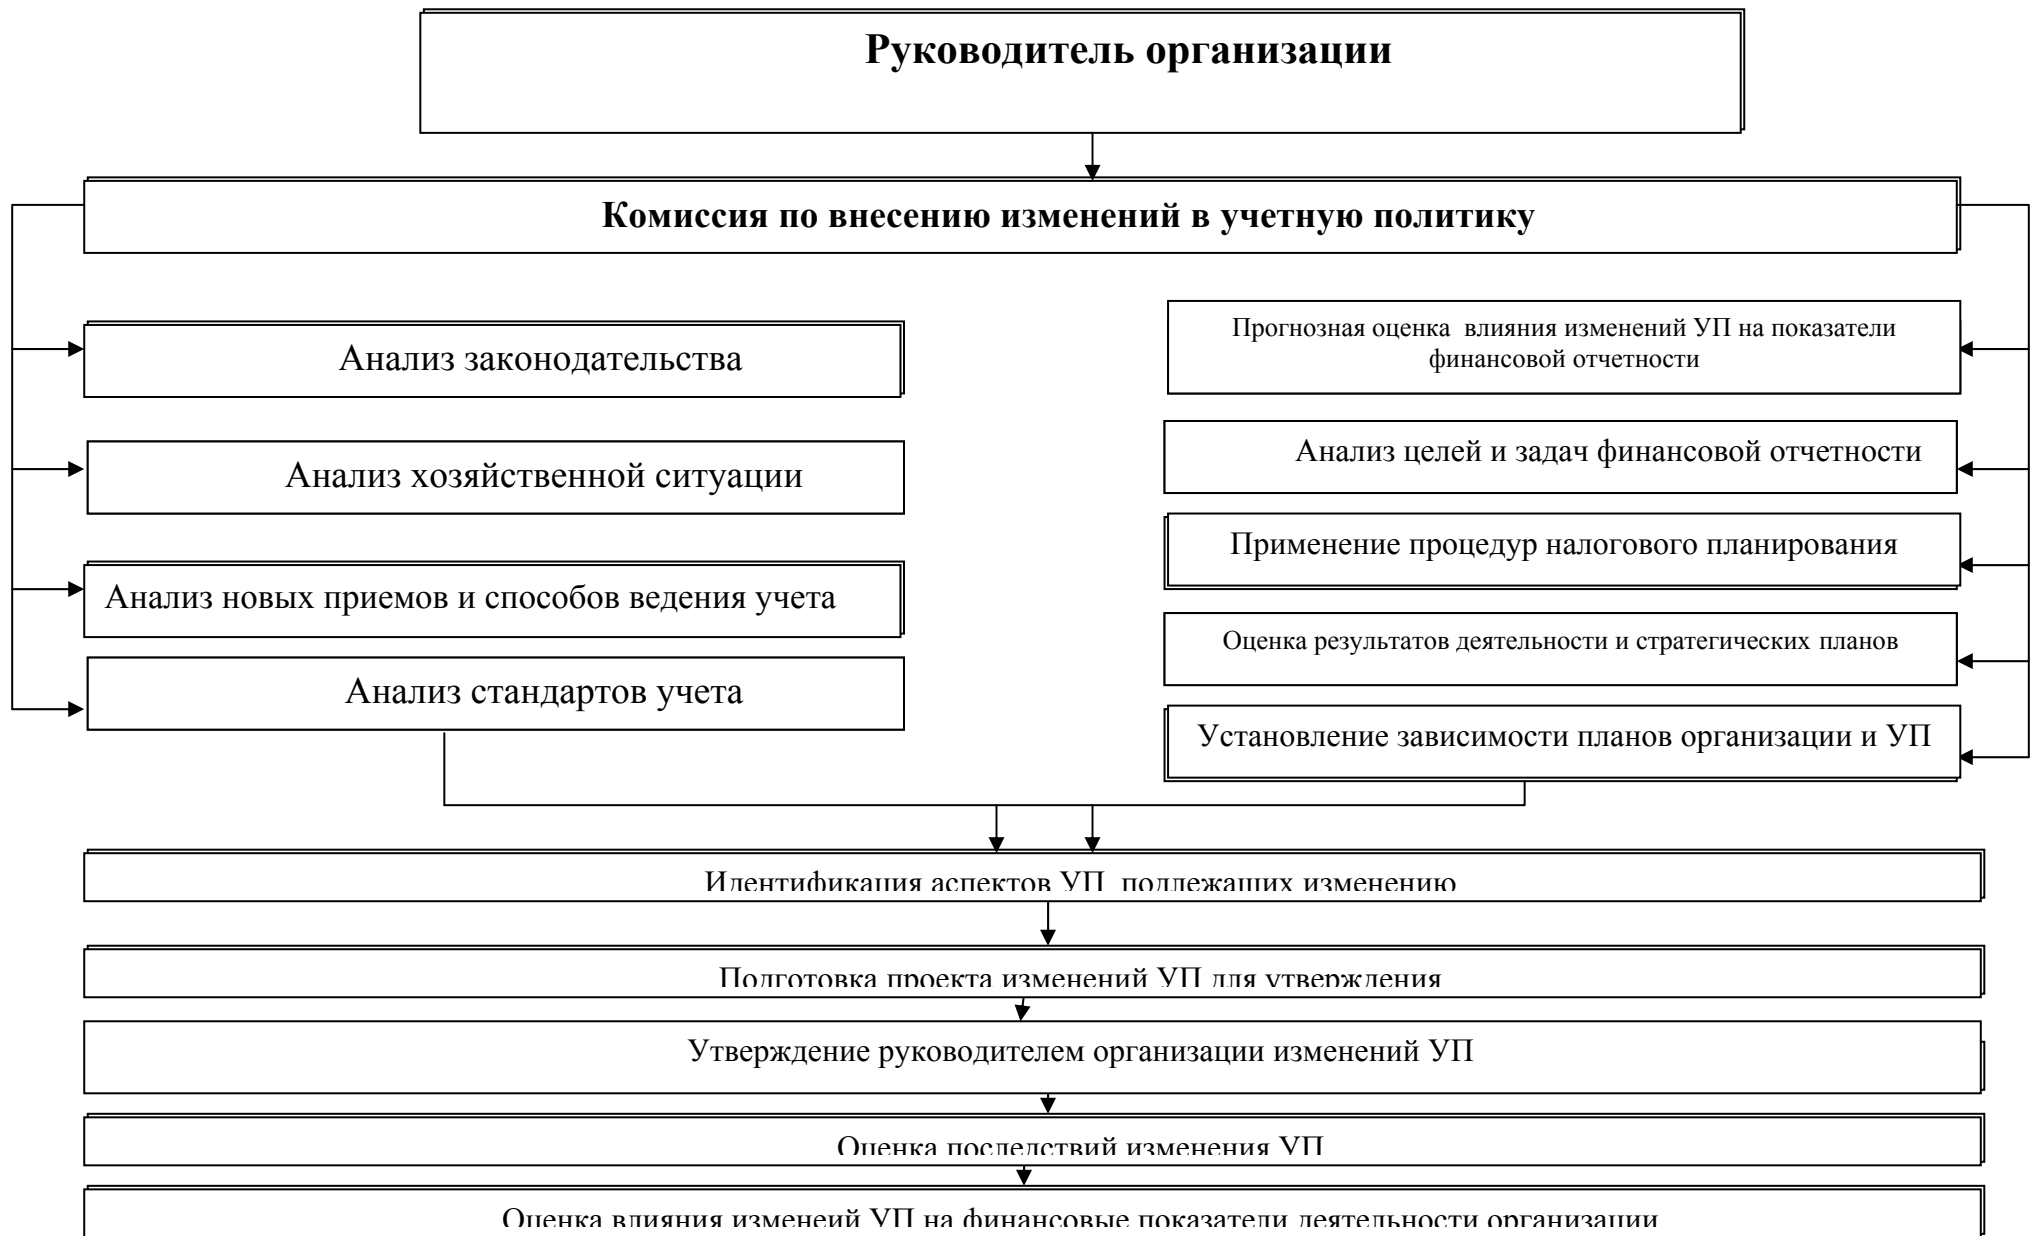 Руководитель организации
Комиссия по внесению изменений в учетную политику
Анализ законодательства
Анализ хозяйственной ситуации
Анализ новых приемов и способов ведения учета
Анализ стандартов учета
Прогнозная оценка влияния изменений УП на показатели
финансовой отчетности
Анализ целей и задач финансовой отчетности
Применение процедур налогового планирования
Оценка результатов деятельности и стратегических планов
Установление зависимости планов организации и УП
Идентификация аспектов УП подлежащих изменению
Подготовка проекта изменений УП для утверждения
Утверждение руководителем организации изменений УП
Оценка последствий изменения УП
Оценка влияния изменеий УП на финансовые показатели деятельности организации